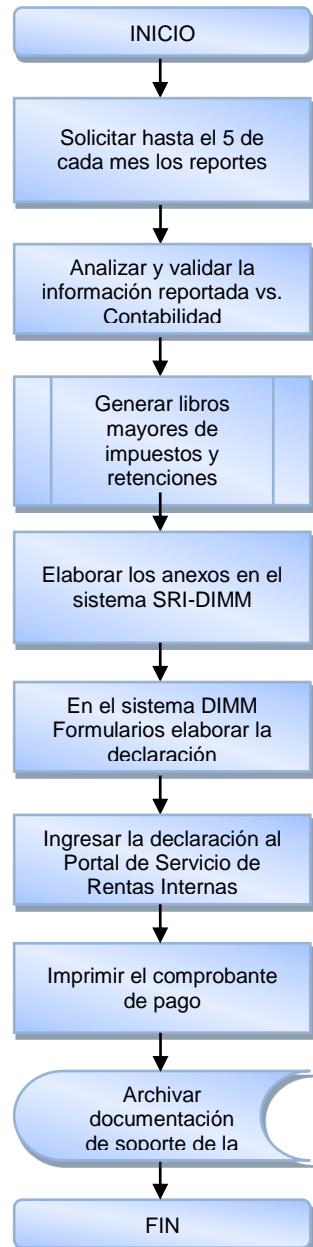 INICIO
Solicitar hasta el 5 de
cada mes los reportes
Analizar y validar la
información reportada vs.
Contabilidad
Generar libros
mayores de
impuestos y
retenciones
Elaborar los anexos en el
sistema SRI-DIMM
En el sistema DIMM
Formularios elaborar la
declaración
Ingresar la declaración al
Portal de Servicio de
Rentas Internas
Imprimir el comprobante
de pago
Archivar
documentación
de soporte de la
FIN